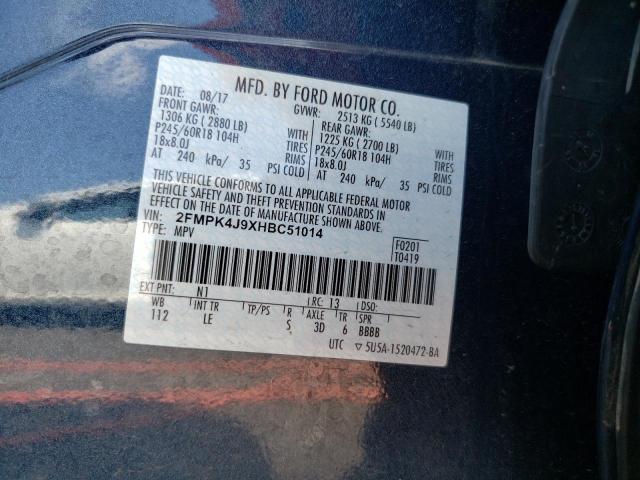 MFD. BY FORD MOTOR CO.
DATE: 08/17 GVWR: 2513 KG ( 5540 LB)
FRONT GAWR: REAR GAWR:
1306 KG ( 2880 LB) 1225 KG ( 2700 LB)
P245/60R18 104H WITH TIRES P245/60R18 104H WITH TIRES
18x8.0J RIMS 18x8.0J RIMS
AT 240 kPa/ 35 PSI COLD AT 240 kPa/ 35 PSI COLD
THIS VEHICLE CONFORMS TO ALL APPLICABLE FEDERAL MOTOR
VEHICLE SAFETY AND THEFT PREVENTION STANDARDS IN
EFFECT ON THE DATE OF MANUFACTURE SHOWN ABOVE.
VIN: 2FMPK4J9XHBC51014
TYPE: MPV
F0201
T0419
EXT PNT: N1 RC: 13 DSO:
WB INT TR TP/PS R AXLE TR SPR
112 LE S 3D 6 BBBB
UTC ▽ 5U5A-1520472-BA